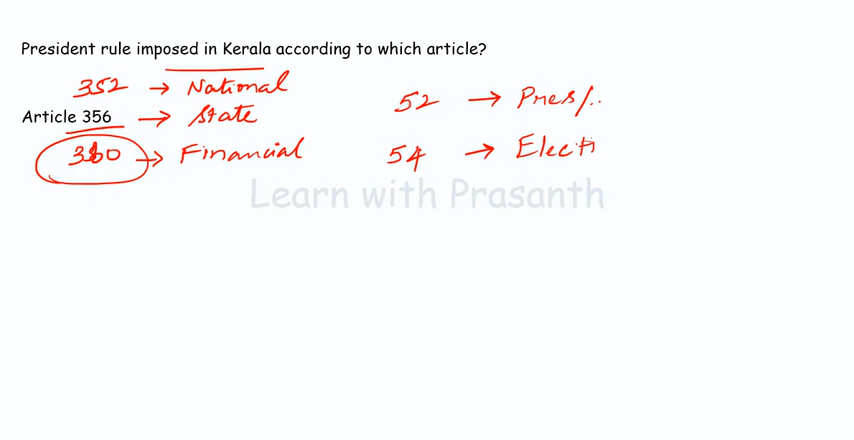 President rule imposed in Kerala according to which article?
352 → National
52 → Pres/..
Article 356 → State
360 → Financial
54 → Electi
Learn with Prasanth